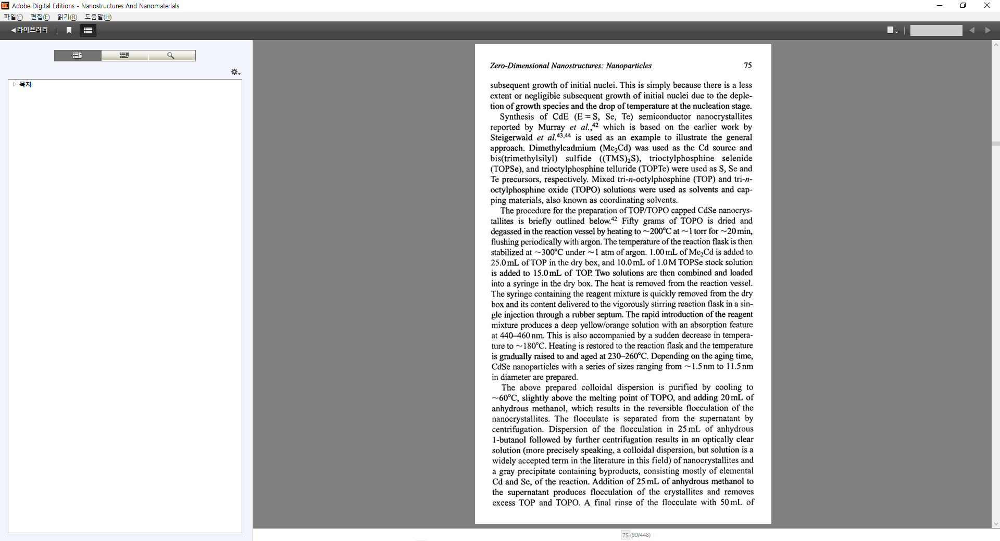 Adobe Digital Editions - Nanostructures And Nanomaterials
파일(F) 편집(E) 읽기(R) 도움말(H)
◀라이브러리
목차
Zero-Dimensional Nanostructures: Nanoparticles 75
subsequent growth of initial nuclei. This is simply because there is a less
extent or negligible subsequent growth of initial nuclei due to the deple-
tion of growth species and the drop of temperature at the nucleation stage.
Synthesis of CdE (E = S, Se, Te) semiconductor nanocrystallites
reported by Murray et al.,⁴² which is based on the earlier work by
Steigerwald et al.⁴³,⁴⁴ is used as an example to illustrate the general
approach. Dimethylcadmium (Me₂Cd) was used as the Cd source and
bis(trimethylsilyl) sulfide ((TMS)₂S), trioctylphosphine selenide
(TOPSe), and trioctylphosphine telluride (TOPTe) were used as S, Se and
Te precursors, respectively. Mixed tri-n-octylphosphine (TOP) and tri-n-
octylphosphine oxide (TOPO) solutions were used as solvents and cap-
ping materials, also known as coordinating solvents.
The procedure for the preparation of TOP/TOPO capped CdSe nanocrys-
tallites is briefly outlined below.⁴² Fifty grams of TOPO is dried and
degassed in the reaction vessel by heating to ~200°C at ~1 torr for ~20 min,
flushing periodically with argon. The temperature of the reaction flask is then
stabilized at ~300°C under ~1 atm of argon. 1.00 mL of Me₂Cd is added to
25.0 mL of TOP in the dry box, and 10.0 mL of 1.0 M TOPSe stock solution
is added to 15.0 mL of TOP. Two solutions are then combined and loaded
into a syringe in the dry box. The heat is removed from the reaction vessel.
The syringe containing the reagent mixture is quickly removed from the dry
box and its content delivered to the vigorously stirring reaction flask in a sin-
gle injection through a rubber septum. The rapid introduction of the reagent
mixture produces a deep yellow/orange solution with an absorption feature
at 440–460 nm. This is also accompanied by a sudden decrease in tempera-
ture to ~180°C. Heating is restored to the reaction flask and the temperature
is gradually raised to and aged at 230–260°C. Depending on the aging time,
CdSe nanoparticles with a series of sizes ranging from ~1.5 nm to 11.5 nm
in diameter are prepared.
The above prepared colloidal dispersion is purified by cooling to
~60°C, slightly above the melting point of TOPO, and adding 20 mL of
anhydrous methanol, which results in the reversible flocculation of the
nanocrystallites. The flocculate is separated from the supernatant by
centrifugation. Dispersion of the flocculation in 25 mL of anhydrous
1-butanol followed by further centrifugation results in an optically clear
solution (more precisely speaking, a colloidal dispersion, but solution is a
widely accepted term in the literature in this field) of nanocrystallites and
a gray precipitate containing byproducts, consisting mostly of elemental
Cd and Se, of the reaction. Addition of 25 mL of anhydrous methanol to
the supernatant produces flocculation of the crystallites and removes
excess TOP and TOPO. A final rinse of the flocculate with 50 mL of
75 (90/448)